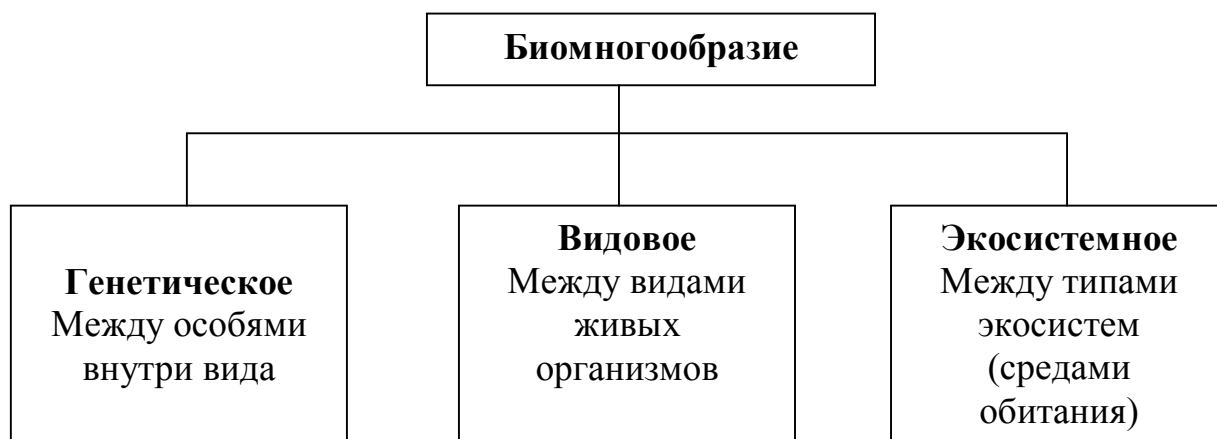 Биомногообразие
Генетическое
Между особями
внутри вида
Видовое
Между видами
живых
организмов
Экосистемное
Между типами
экосистем
(средами
обитания)